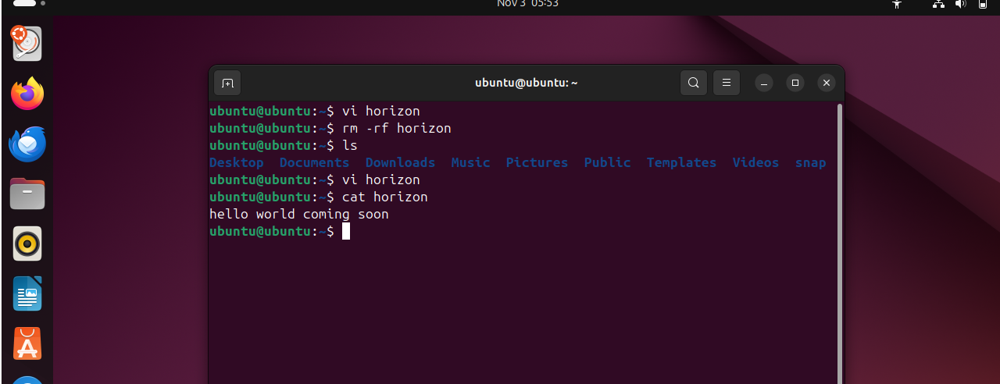 Nov 3 05:53
ubuntu@ubuntu: ~
ubuntu@ubuntu:~$ vi horizon
ubuntu@ubuntu:~$ rm -rf horizon
ubuntu@ubuntu:~$ ls
Desktop Documents Downloads Music Pictures Public Templates Videos snap
ubuntu@ubuntu:~$ vi horizon
ubuntu@ubuntu:~$ cat horizon
hello world coming soon
ubuntu@ubuntu:~$